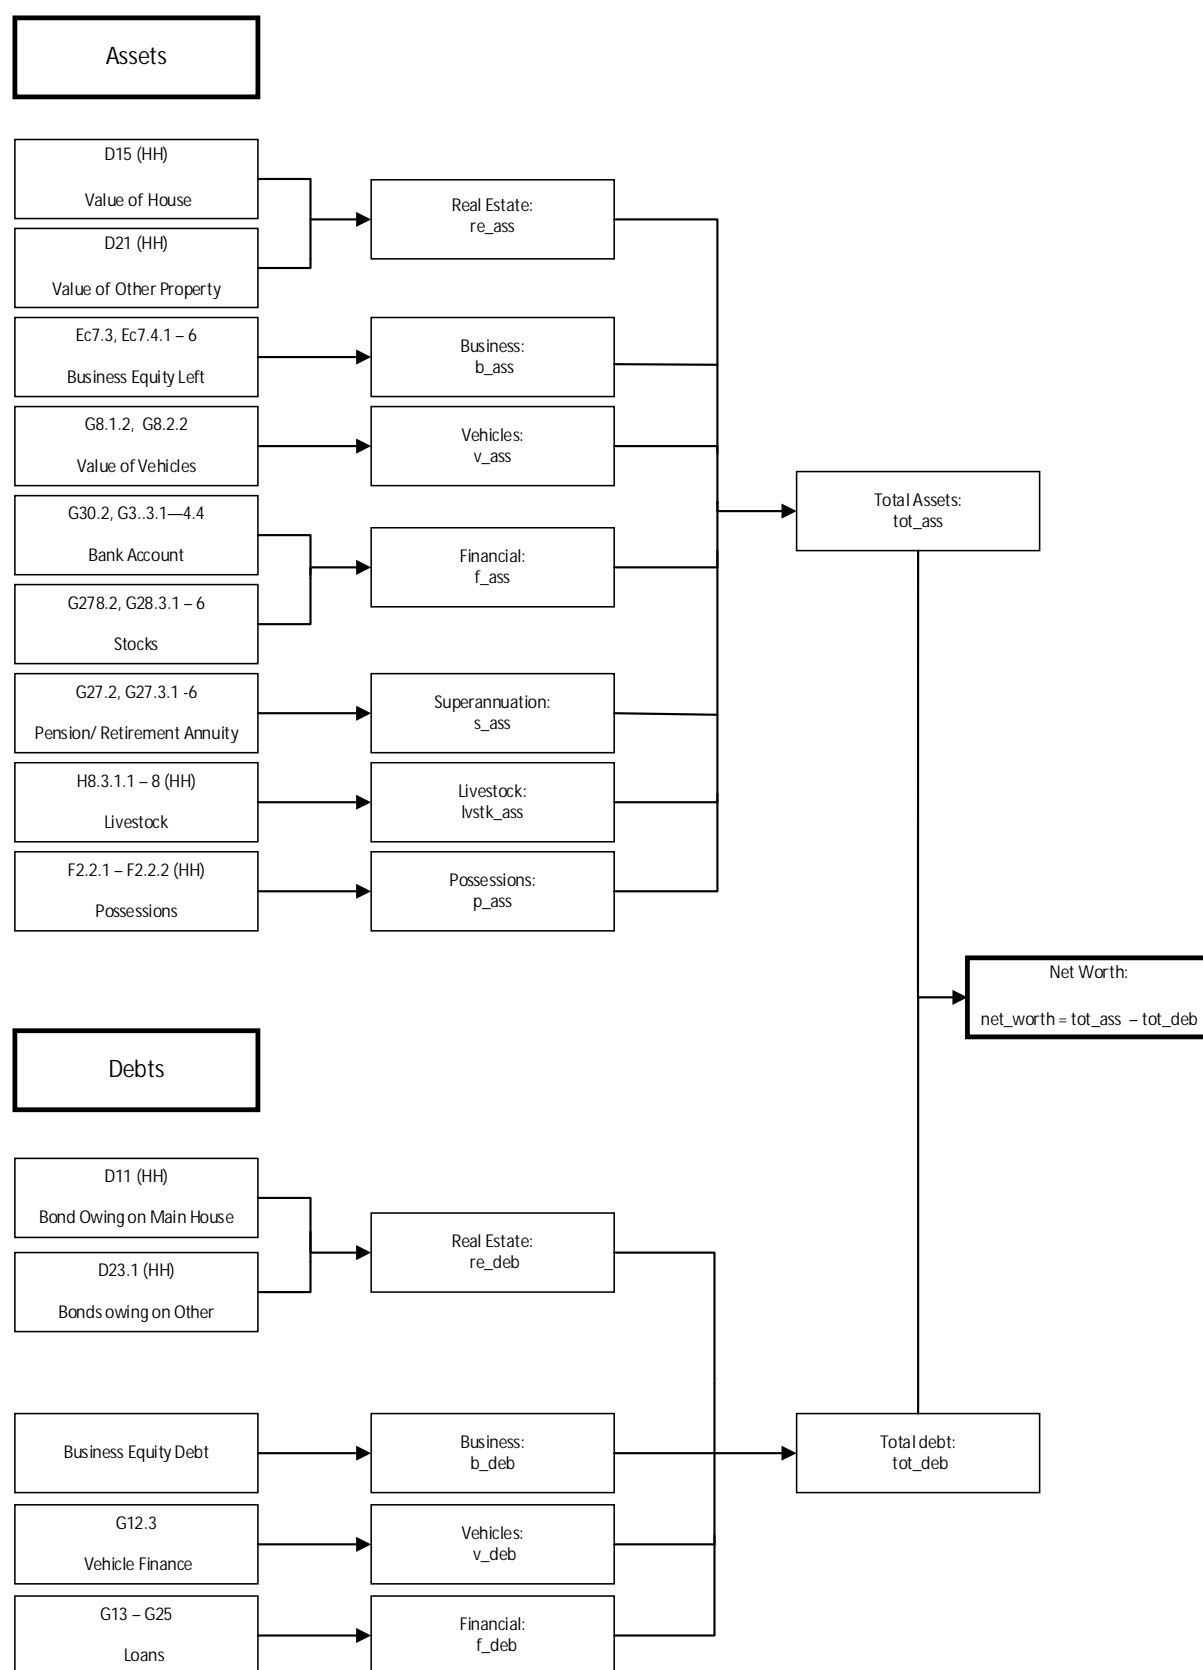 Assets
D15 (HH)
Value of House
D21 (HH)
Value of Other Property
Real Estate:
re_ass
Ec7.3, Ec7.4.1 – 6
Business Equity Left
Business:
b_ass
G8.1.2, G8.2.2
Value of Vehicles
Vehicles:
v_ass
G30.2, G3..3.1—4.4
Bank Account
G278.2, G28.3.1 – 6
Stocks
Financial:
f_ass
G27.2, G27.3.1 -6
Pension/ Retirement Annuity
Superannuation:
s_ass
H8.3.1.1 – 8 (HH)
Livestock
Livestock:
lvstk_ass
F2.2.1 – F2.2.2 (HH)
Possessions
Possessions:
p_ass
Total Assets:
tot_ass
Net Worth:
net_worth = tot_ass – tot_deb
Debts
D11 (HH)
Bond Owing on Main House
D23.1 (HH)
Bonds owing on Other
Real Estate:
re_deb
Business Equity Debt
Business:
b_deb
G12.3
Vehicle Finance
Vehicles:
v_deb
G13 – G25
Loans
Financial:
f_deb
Total debt:
tot_deb